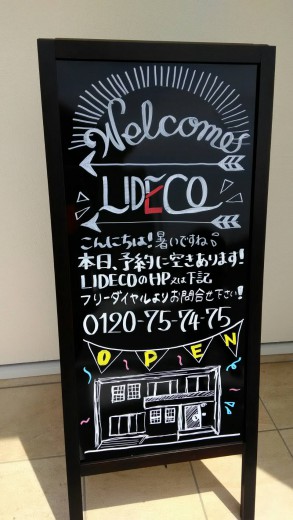 Welcome
LIDECO
こんにちは!暑いですね♪
本日、予約に空きあります!
LIDECOのHP又は下記
フリーダイヤルよりお問合せ下さい!
0120-75-74-75
OPEN